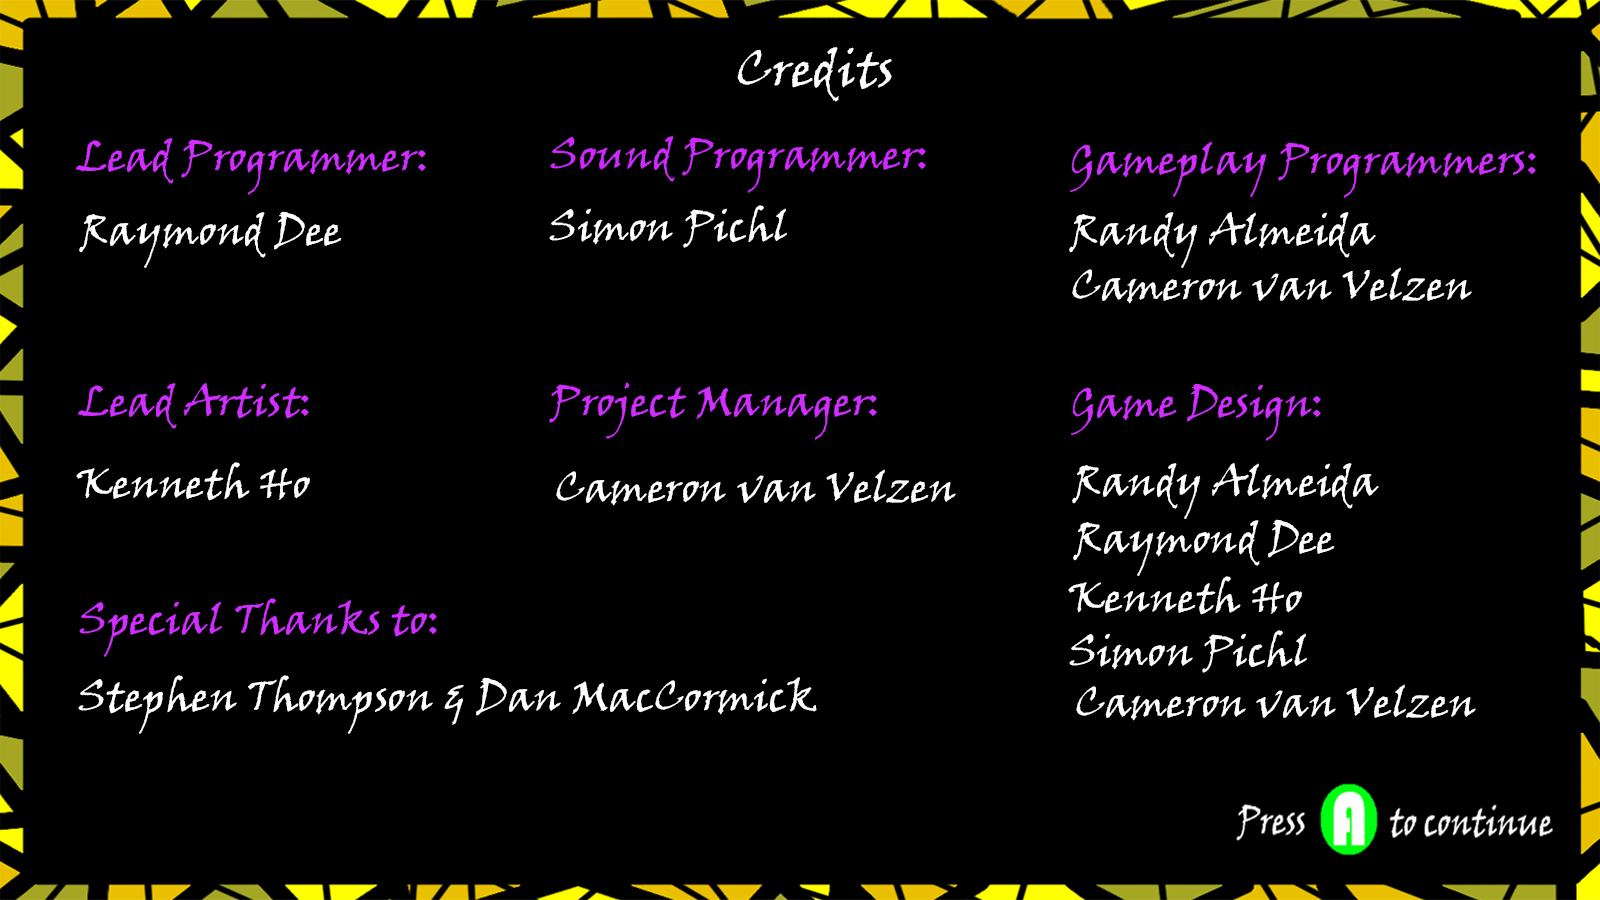 Credits
Lead Programmer:
Raymond Dee
Sound Programmer:
Simon Pichl
Gameplay Programmers:
Randy Almeida
Cameron van Velzen
Lead Artist:
Kenneth Ho
Project Manager:
Cameron van Velzen
Game Design:
Randy Almeida
Raymond Dee
Kenneth Ho
Simon Pichl
Cameron van Velzen
Special Thanks to:
Stephen Thompson & Dan MacCormick
Press A to continue